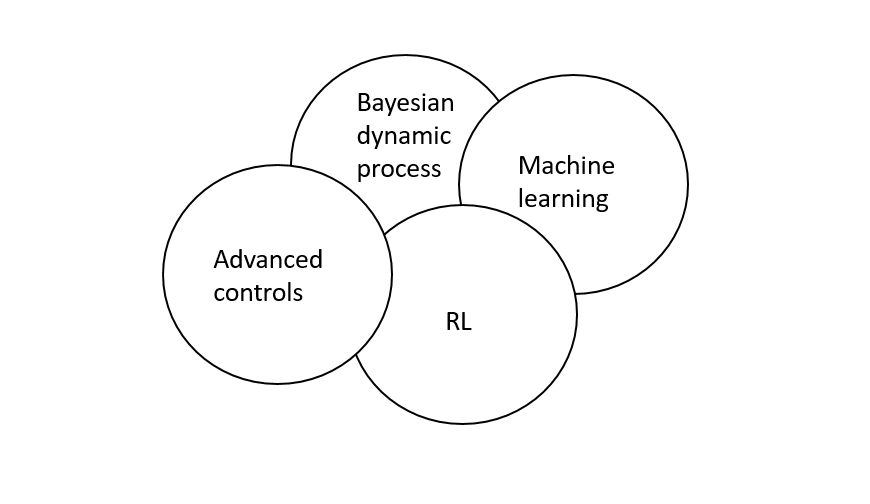 Bayesian
dynamic
process
Machine
learning
Advanced
controls
RL